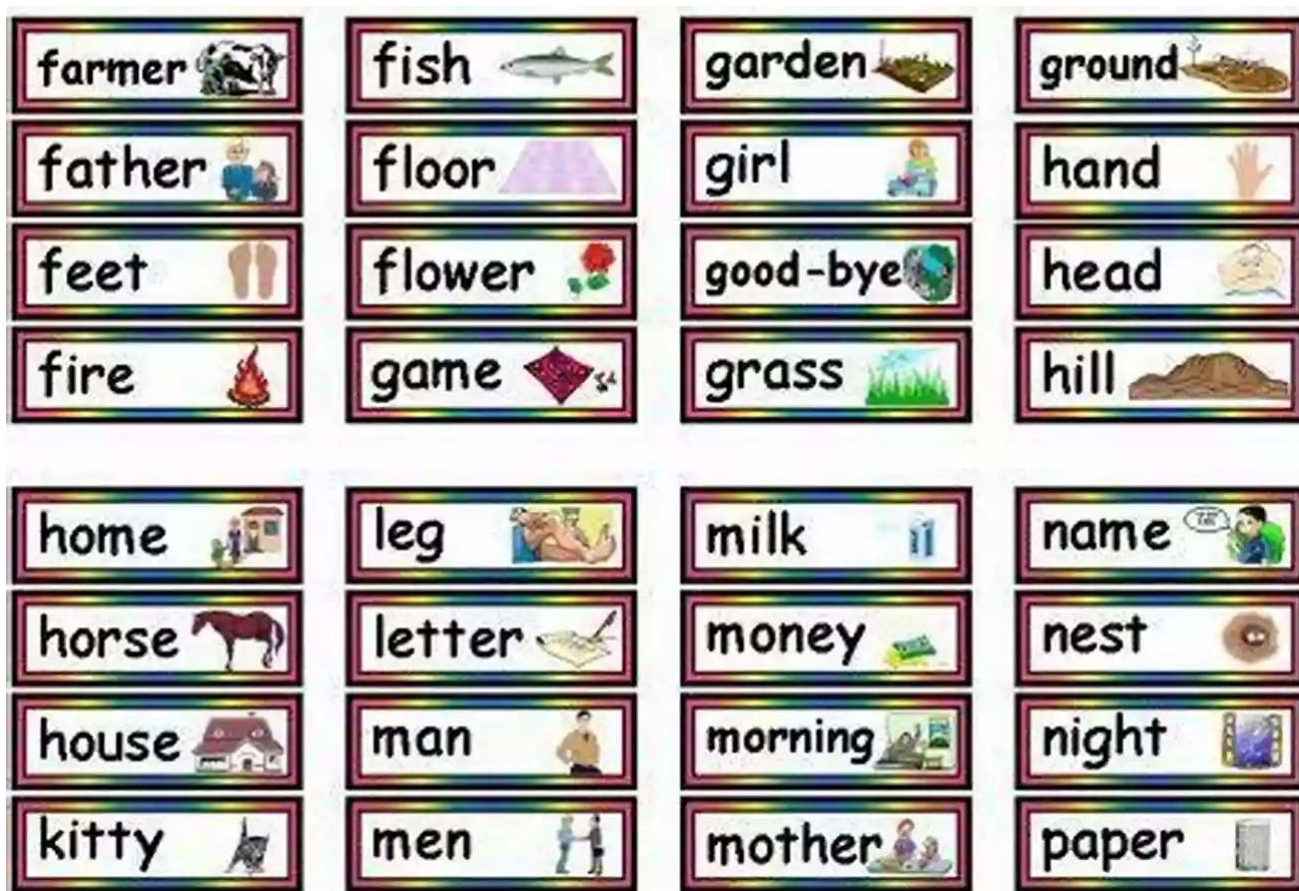 farmer
fish
garden
ground
father
floor
girl
hand
feet
flower
good-bye
head
fire
game
grass
hill
home
leg
milk
name
horse
letter
money
nest
house
man
morning
night
kitty
men
mother
paper